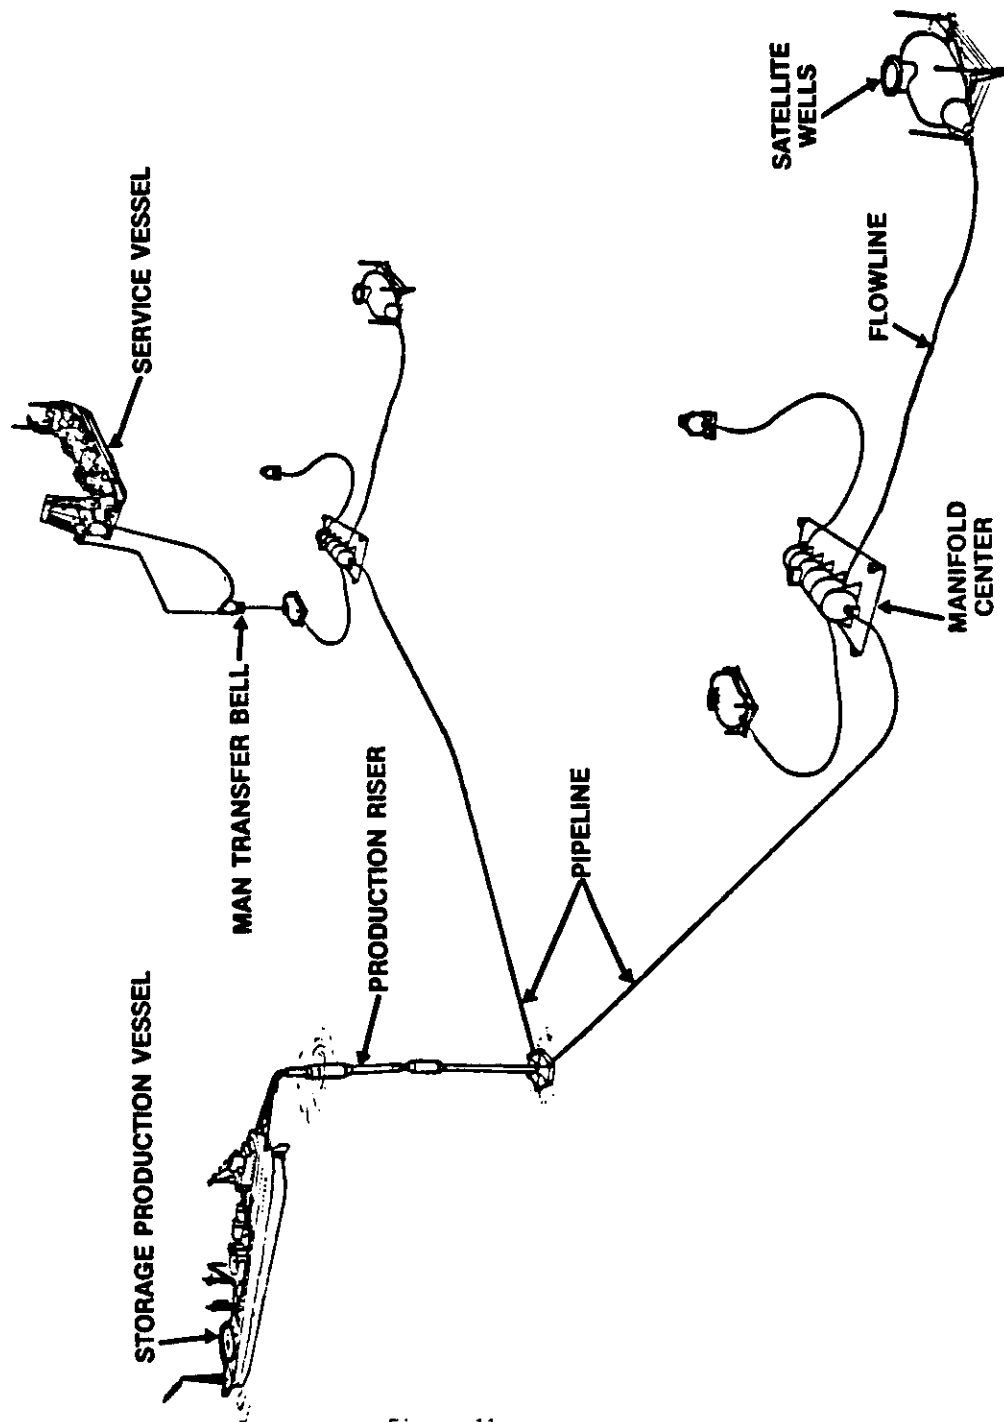 STORAGE PRODUCTION VESSEL
MAN TRANSFER BELL
SERVICE VESSEL
PRODUCTION RISER
PIPELINE
SATELLITE
WELLS
FLOWLINE
MANIFOLD
CENTER